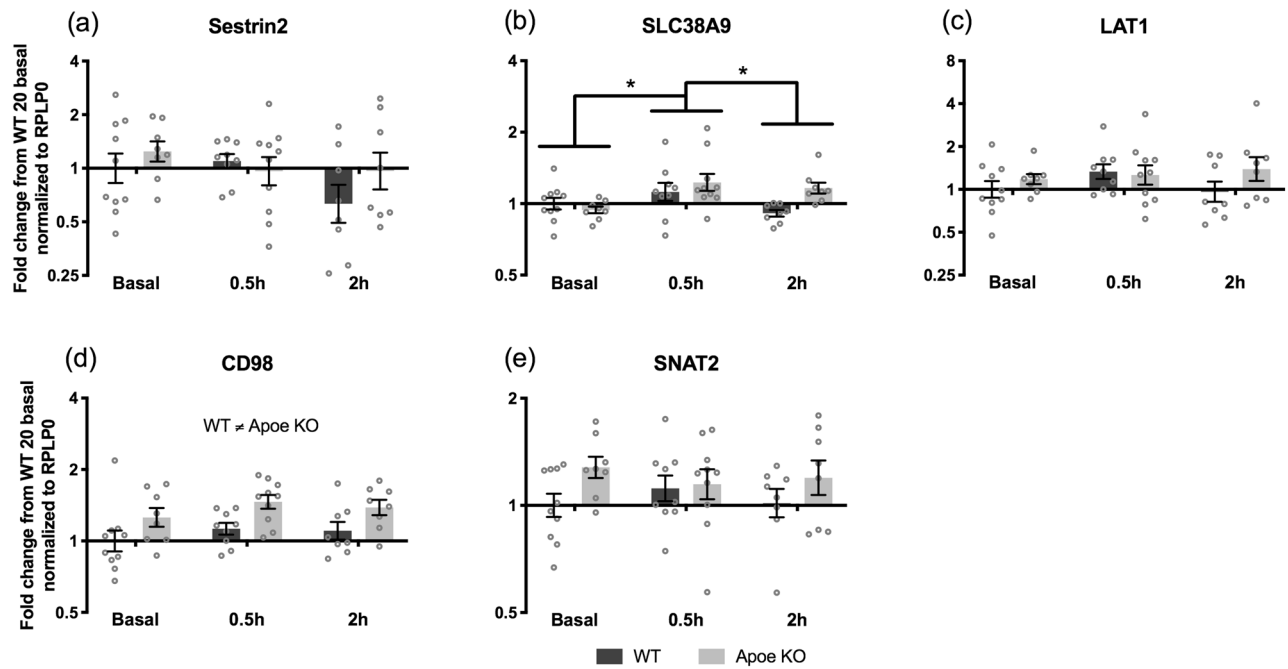 (a)
Sestrin2
Fold change from WT 20 basal
normalized to RPLP0
4
2
1
0.5
0.25
Basal 0.5h 2h
(b)
SLC38A9
4
2
1
0.5
* *
Basal 0.5h 2h
(c)
LAT1
8
4
2
1
0.5
0.25
Basal 0.5h 2h
(d)
CD98
Fold change from WT 20 basal
normalized to RPLP0
4
2
1
0.5
WT ≠ Apoe KO
Basal 0.5h 2h
(e)
SNAT2
2
1
0.5
Basal 0.5h 2h
WT Apoe KO